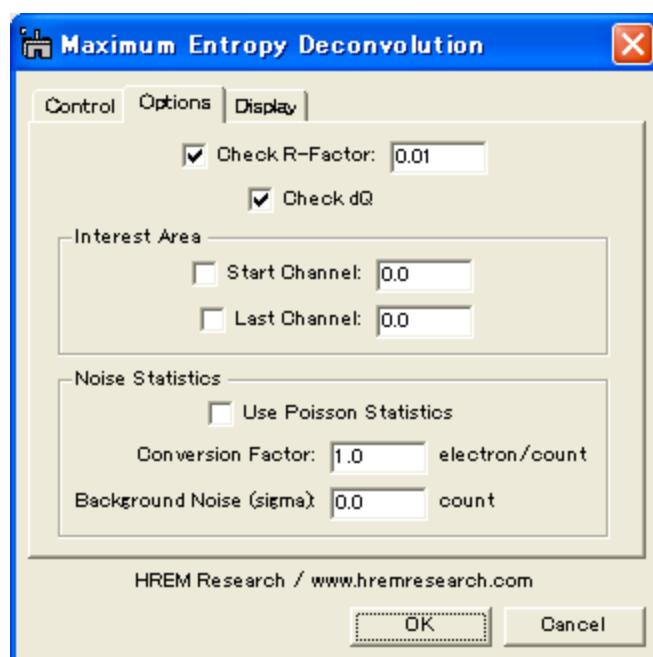 Maximum Entropy Deconvolution
Control Options Display
Check R-Factor: 0.01
Check dQ
Interest Area
Start Channel: 0.0
Last Channel: 0.0
Noise Statistics
Use Poisson Statistics
Conversion Factor: 1.0 electron/count
Background Noise (sigma): 0.0 count
HREM Research / www.hremresearch.com
OK Cancel